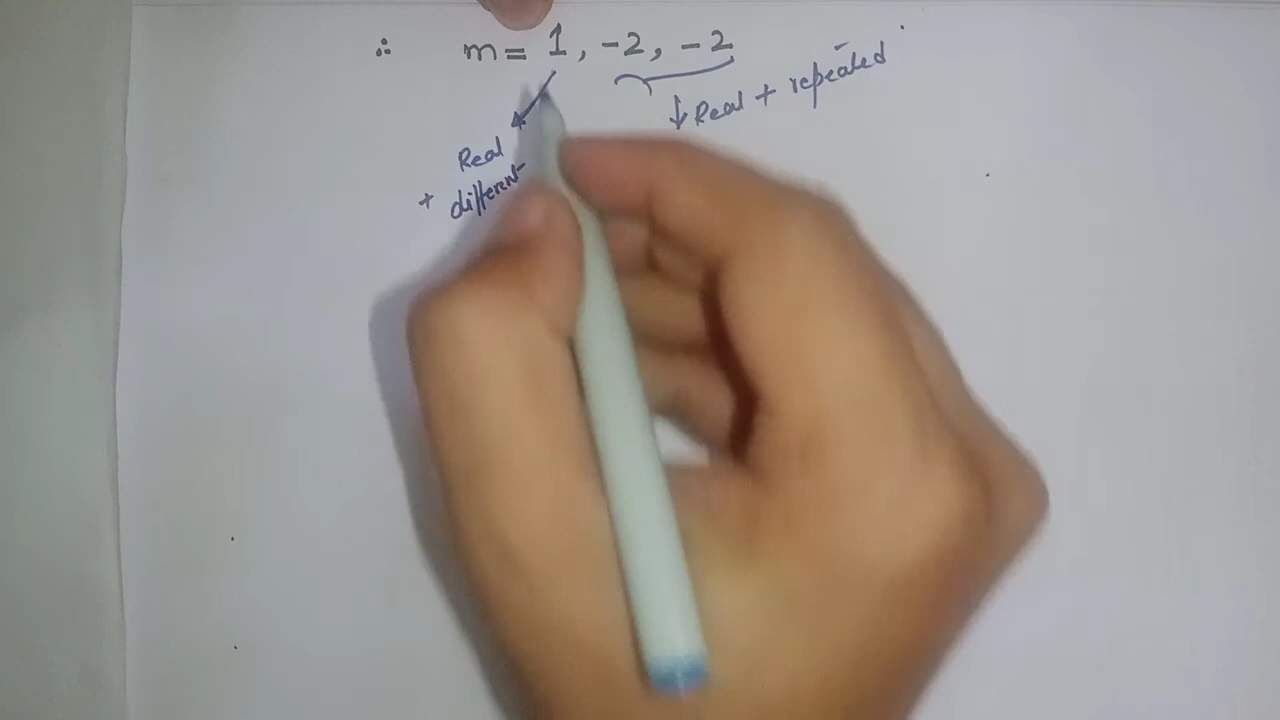 ∴ m = 1, -2, -2
Real + repeated
Real
+ different